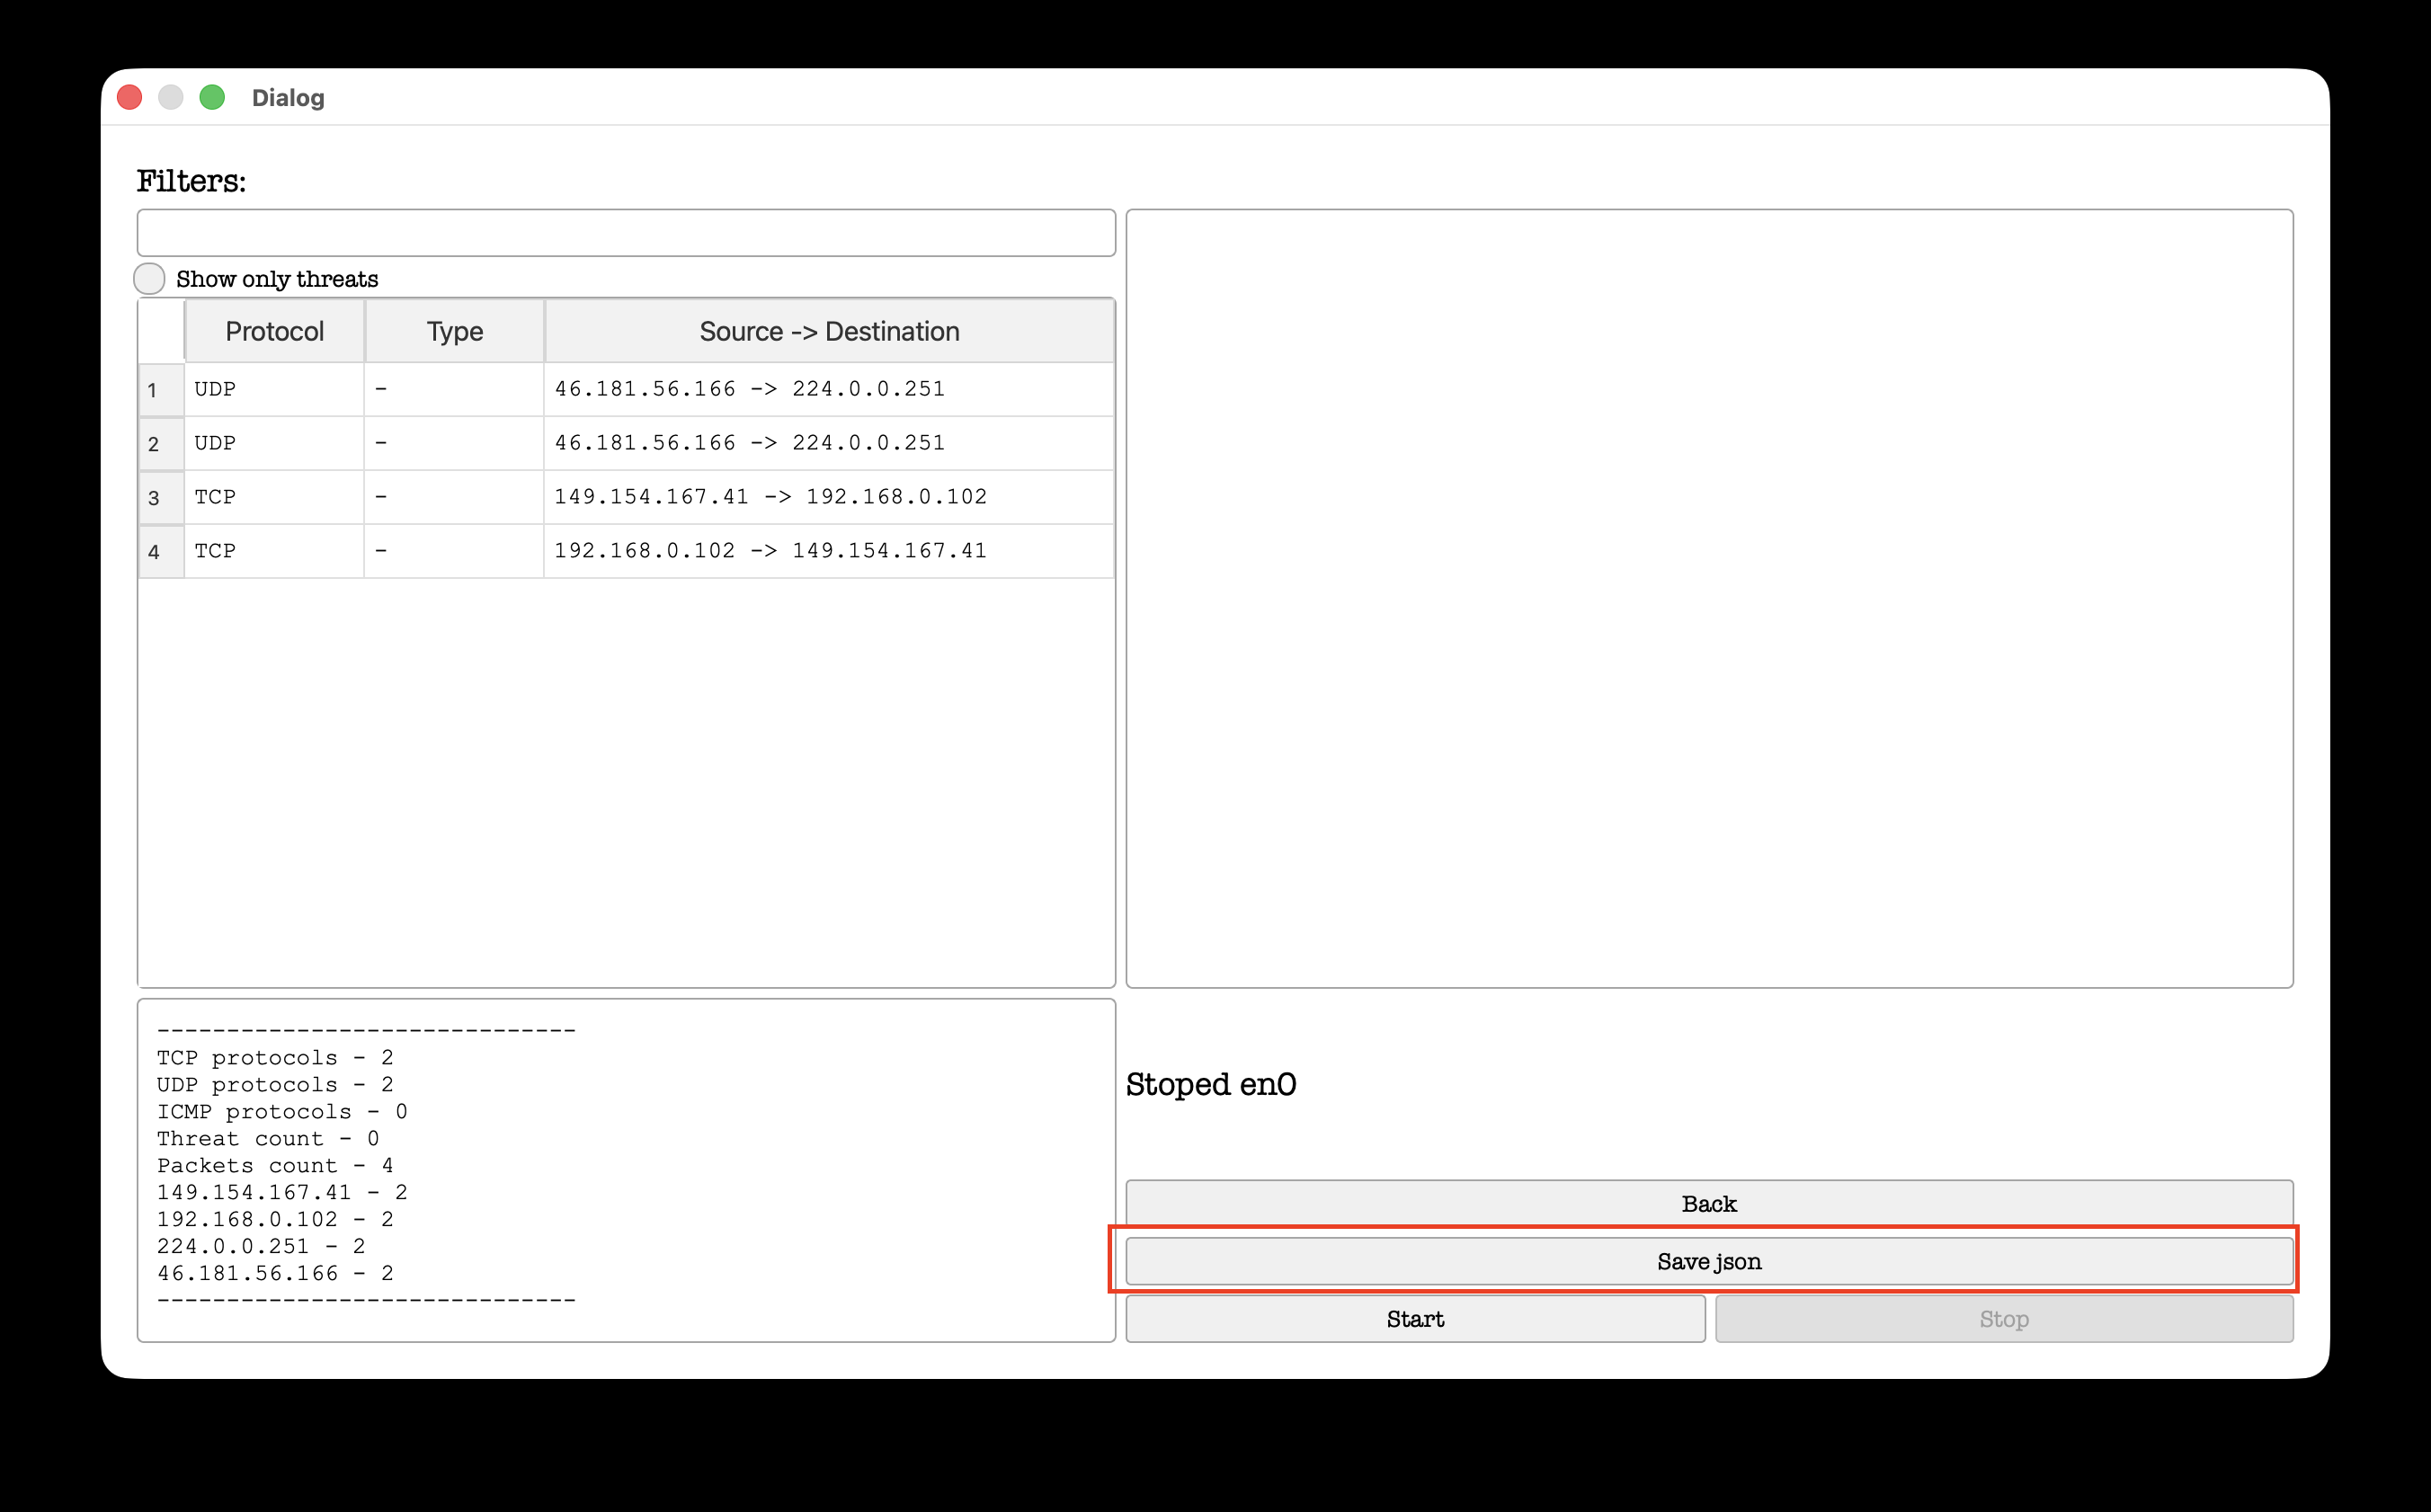 Dialog
Filters:
Show only threats
Protocol Type Source -> Destination
1 UDP - 46.181.56.166 -> 224.0.0.251
2 UDP - 46.181.56.166 -> 224.0.0.251
3 TCP - 149.154.167.41 -> 192.168.0.102
4 TCP - 192.168.0.102 -> 149.154.167.41
------------------------------
TCP protocols - 2
UDP protocols - 2
ICMP protocols - 0
Threat count - 0
Packets count - 4
149.154.167.41 - 2
192.168.0.102 - 2
224.0.0.251 - 2
46.181.56.166 - 2
------------------------------
Stoped en0
Back
Save json
Start Stop